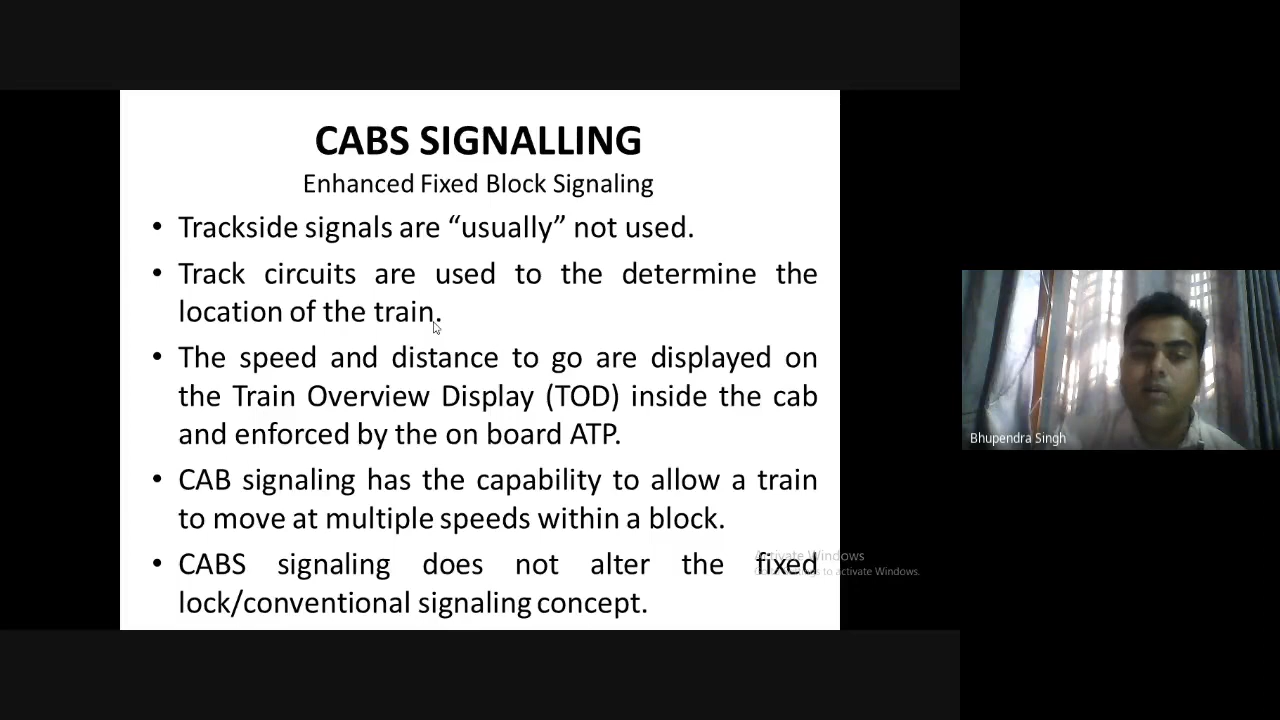 CABS SIGNALLING
Enhanced Fixed Block Signaling
• Trackside signals are “usually” not used.
• Track circuits are used to the determine the
location of the train.
• The speed and distance to go are displayed on
the Train Overview Display (TOD) inside the cab
and enforced by the on board ATP.
• CAB signaling has the capability to allow a train
to move at multiple speeds within a block.
• CABS signaling does not alter the fixed
lock/conventional signaling concept.
Activate Windows
to activate Windows.
Bhupendra Singh